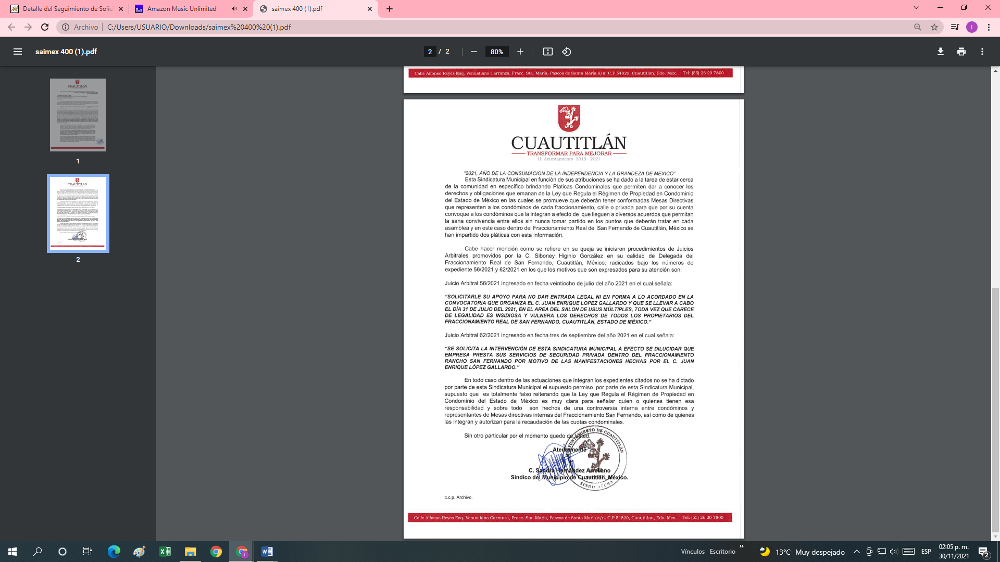 Detalle del Seguimiento de Solici
Amazon Music Unlimited
saimex 400 (1).pdf
Archivo
C:/Users/USUARIO/Downloads/saimex%20400%20(1).pdf
I
saimex 400 (1).pdf
2 / 2
80%
1
2
Calle Alfonso Reyes Esq. Venustiano Carranza, Fracc. Sta. María, Paseos de Santa María s/n. C.P 54820, Cuautitlan, Edo. Mex. Tel: (55) 26 20 7800
CUAUTITLÁN
TRANSFORMAR PARA MEJORAR
H. Ayuntamiento 2019 - 2021
"2021, AÑO DE LA CONSUMACIÓN DE LA INDEPENDENCIA Y LA GRANDEZA DE MEXICO"
Esta Sindicatura Municipal en función de sus atribuciones se ha dado a la tarea de estar cerca
de la comunidad en específico brindando Platicas Condominales que permiten dar a conocer los
derechos y obligaciones que emanan de la Ley que Regula el Régimen de Propiedad en Condominio
del Estado de México en las cuales se promueve que deberán tener conformadas Mesas Directivas
que representen a los condóminos de cada fraccionamiento, calle o privada para que por su cuenta
convoque a los condóminos que la integran a efecto de que lleguen a diversos acuerdos que permitan
la sana convivencia entre ellos sin nunca tomar partido en los puntos que deberán tratar en cada
asamblea y en este caso dentro del Fraccionamiento Real de San Fernando de Cuautitlán, México se
han impartido dos pláticas con esta información.
Cabe hacer mención como se refiere en su queja se iniciaron procedimientos de Juicios
Arbitrales promovidos por la C. Siboney Higinio González en su calidad de Delegada del
Fraccionamiento Real de San Fernando, Cuautitlán, México; radicados bajo los números de
expediente 56/2021 y 62/2021 en los que los motivos que son expresados para su atención son:
Juicio Arbitral 56/2021 ingresado en fecha veintiocho de julio del año 2021 en el cual señala:
"SOLICITARLE SU APOYO PARA NO DAR ENTRADA LEGAL NI EN FORMA A LO ACORDADO EN LA
CONVOCATORIA QUE ORGANIZA EL C. JUAN ENRIQUE LOPEZ GALLARDO Y QUE SE LLEVAR A CABO
EL DÍA 31 DE JULIO DEL 2021, EN EL AREA DEL SALON DE USUS MÚLTIPLES, TODA VEZ QUE CARECE
DE LEGALIDAD ES INSIDIOSA Y VULNERA LOS DERECHOS DE TODOS LOS PROPIETARIOS DEL
FRACCIONAMIENTO REAL DE SAN FERNANDO, CUAUTITLÁN, ESTADO DE MÉXICO."
Juicio Arbitral 62/2021 ingresado en fecha tres de septiembre del año 2021 en el cual señala:
"SE SOLICITA LA INTERVENCIÓN DE ESTA SINDICATURA MUNICIPAL A EFECTO SE DILUCIDAR QUE
EMPRESA PRESTA SUS SERVICIOS DE SEGURIDAD PRIVADA DENTRO DEL FRACCIONAMIENTO
RANCHO SAN FERNANDO POR MOTIVO DE LAS MANIFESTACIONES HECHAS POR EL C. JUAN
ENRIQUE LÓPEZ GALLARDO."
En todo caso dentro de las actuaciones que integran los expedientes citados no se ha dictado
por parte de esta Sindicatura Municipal el supuesto permiso por parte de esta Sindicatura Municipal,
supuesto que es totalmente falso reiterando que la Ley que Regula el Régimen de Propiedad en
Condominio del Estado de México es muy clara para señalar quien o quienes tienen esa
responsabilidad y sobre todo son hechos de una controversia interna entre condóminos y
representantes de Mesas directivas internas del Fraccionamiento San Fernando, así como de quienes
las integran y autorizan para la recaudación de las cuotas condominales.
Sin otro particular por el momento quedo de Usted.
Atentamente
C. Sandra Hernández Arrellano
Síndico del Municipio de Cuautitlán, México.
AYUNTAMIENTO DE CUAUTITLÁN
SINDICATURA
c.c.p. Archivo.
Calle Alfonso Reyes Esq. Venustiano Carranza, Fracc. Sta. María, Paseos de Santa María s/n. C.P 54820, Cuautitlan, Edo. Mex. Tel: (55) 26 20 7800
Vínculos Escritorio
13°C Muy despejado
ESP
02:05 p. m.
30/11/2021
2